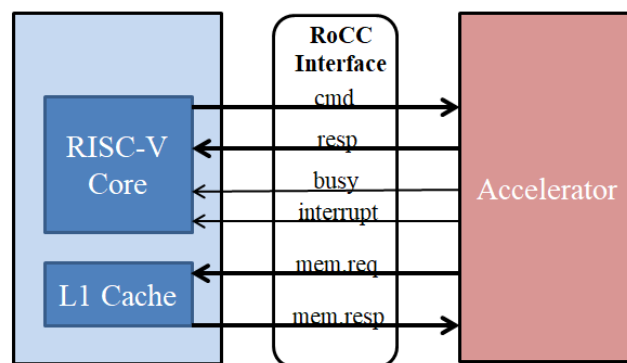 RoCC
Interface
cmd
resp
busy
interrupt
mem.req
mem.resp
RISC-V
Core
L1 Cache
Accelerator